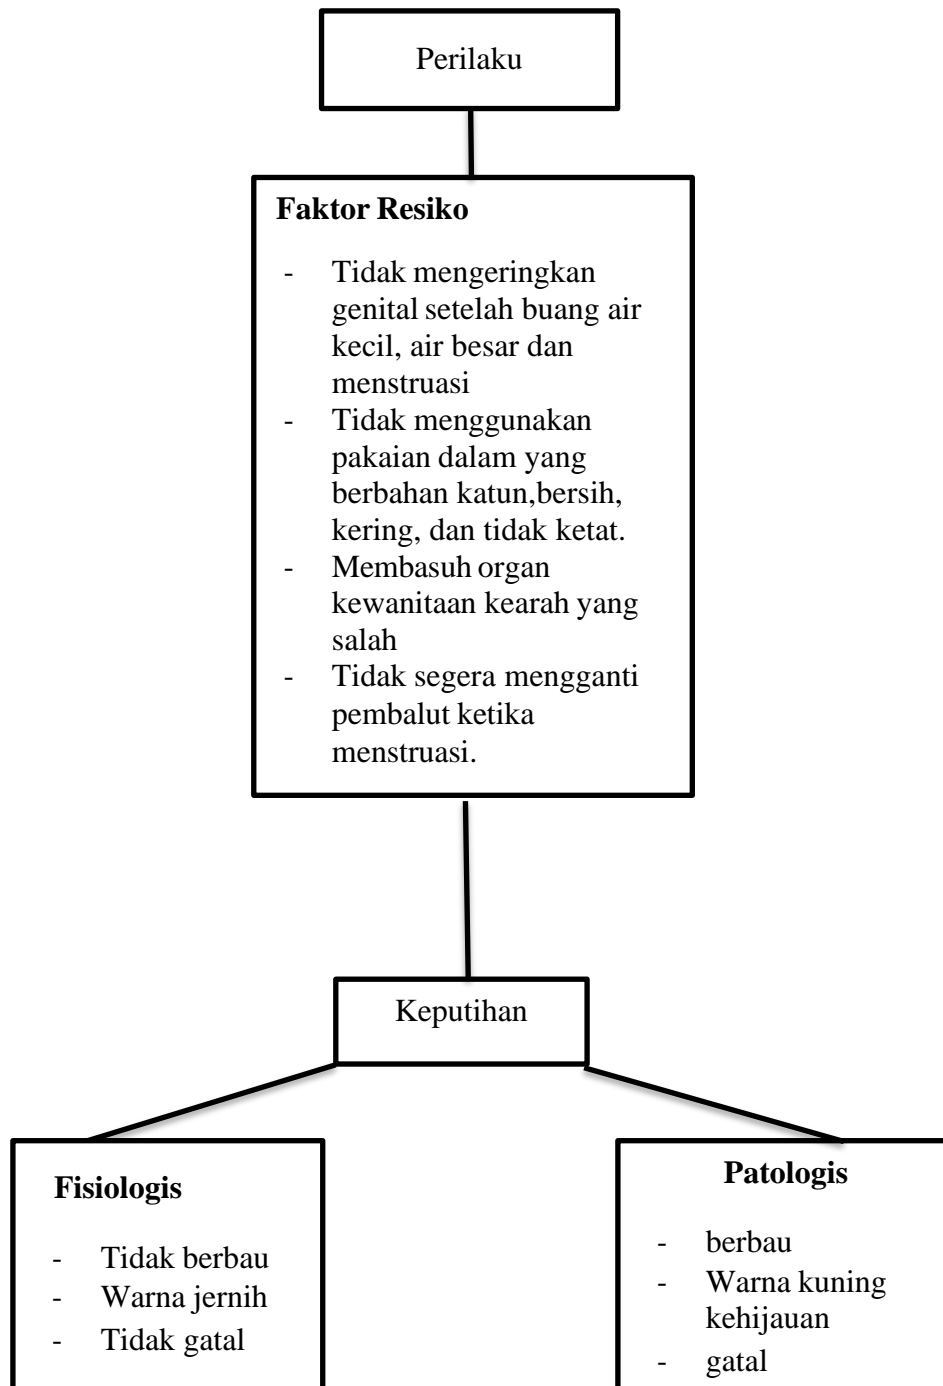 Perilaku
Faktor Resiko
- Tidak mengeringkan
genital setelah buang air
kecil, air besar dan
menstruasi
- Tidak menggunakan
pakaian dalam yang
berbahan katun,bersih,
kering, dan tidak ketat.
- Membasuh organ
kewanitaan kearah yang
salah
- Tidak segera mengganti
pembalut ketika
menstruasi.
Keputihan
Fisiologis
- Tidak berbau
- Warna jernih
- Tidak gatal
Patologis
- berbau
- Warna kuning
kehijauan
- gatal